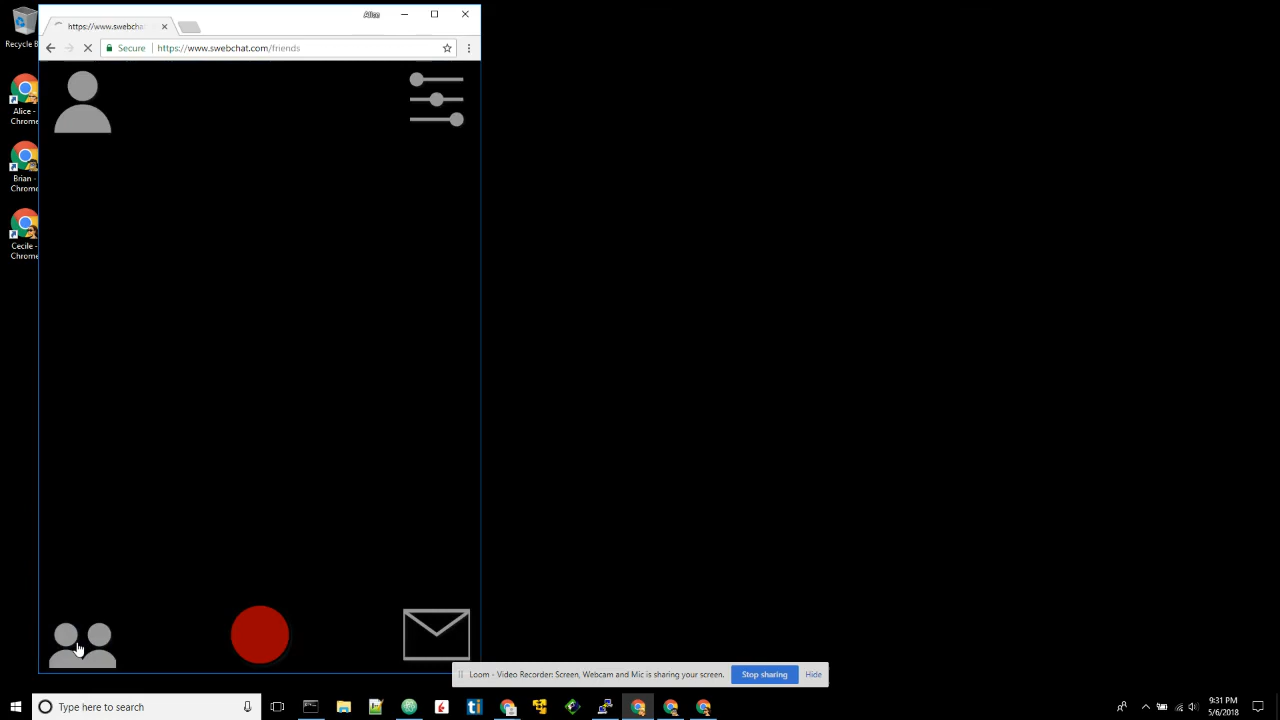 Alice
https://www.swebcha
Secure
https://www.swebchat.com/friends
Recycle B
Alice -
Chrome
Brian -
Chrome
Cecile -
Chrome
Loom - Video Recorder: Screen, Webcam and Mic is sharing your screen.
Stop sharing
Hide
Type here to search
ti
9:31 PM
5/6/2018